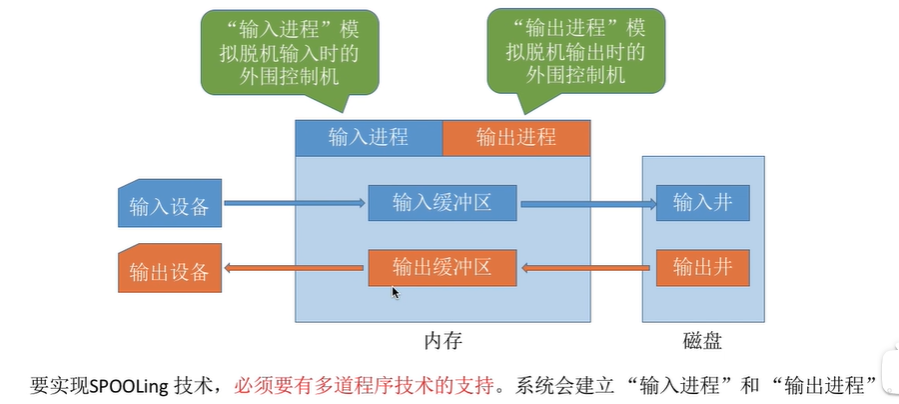 “输入进程”模
拟脱机输入时的
外围控制机
“输出进程”模
拟脱机输出时的
外围控制机
输入进程
输出进程
输入设备
输入缓冲区
输入井
输出设备
输出缓冲区
输出井
内存
磁盘
要实现SPOOLing 技术，必须要有多道程序技术的支持。系统会建立“输入进程”和“输出进程”